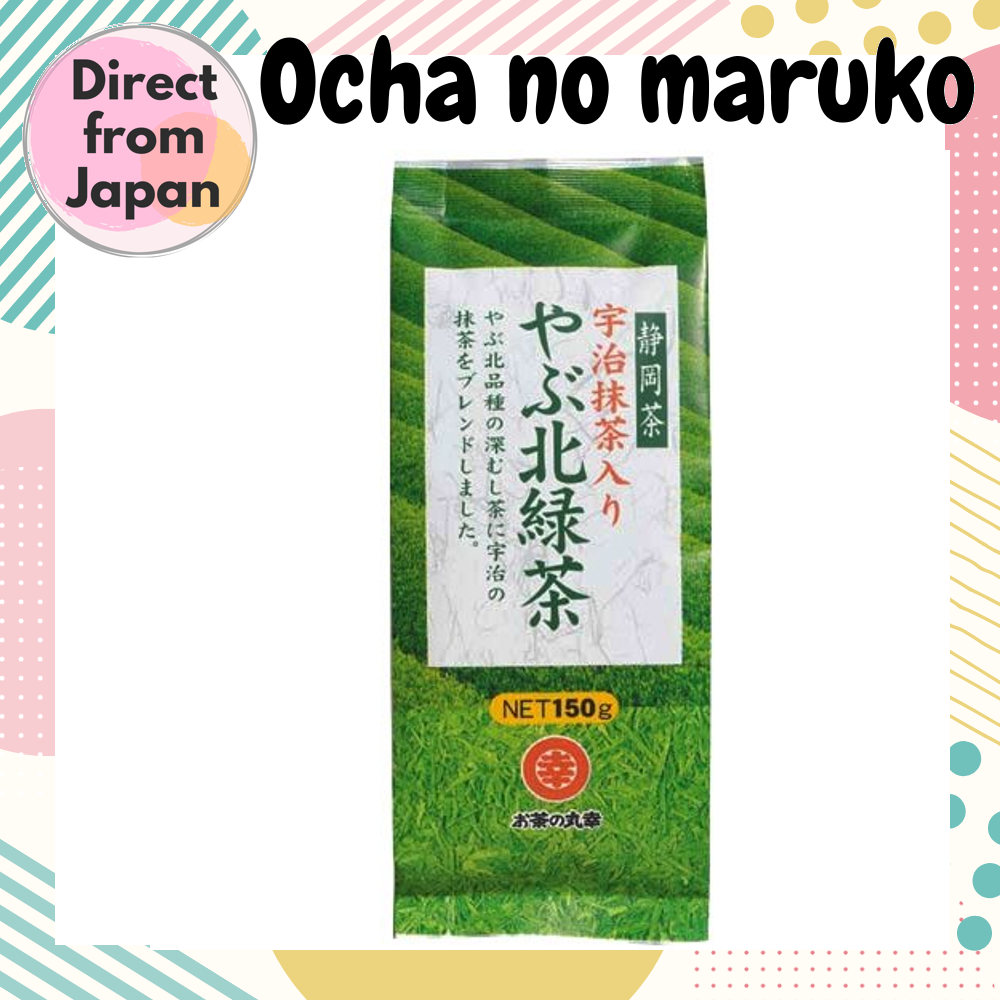 Direct
from
Japan
Ocha no maruko
静岡茶
宇治抹茶入り
やぶ北緑茶
やぶ北品種の深むし茶に宇治の
抹茶をブレンドしました。
NET150g
幸
お茶の丸幸